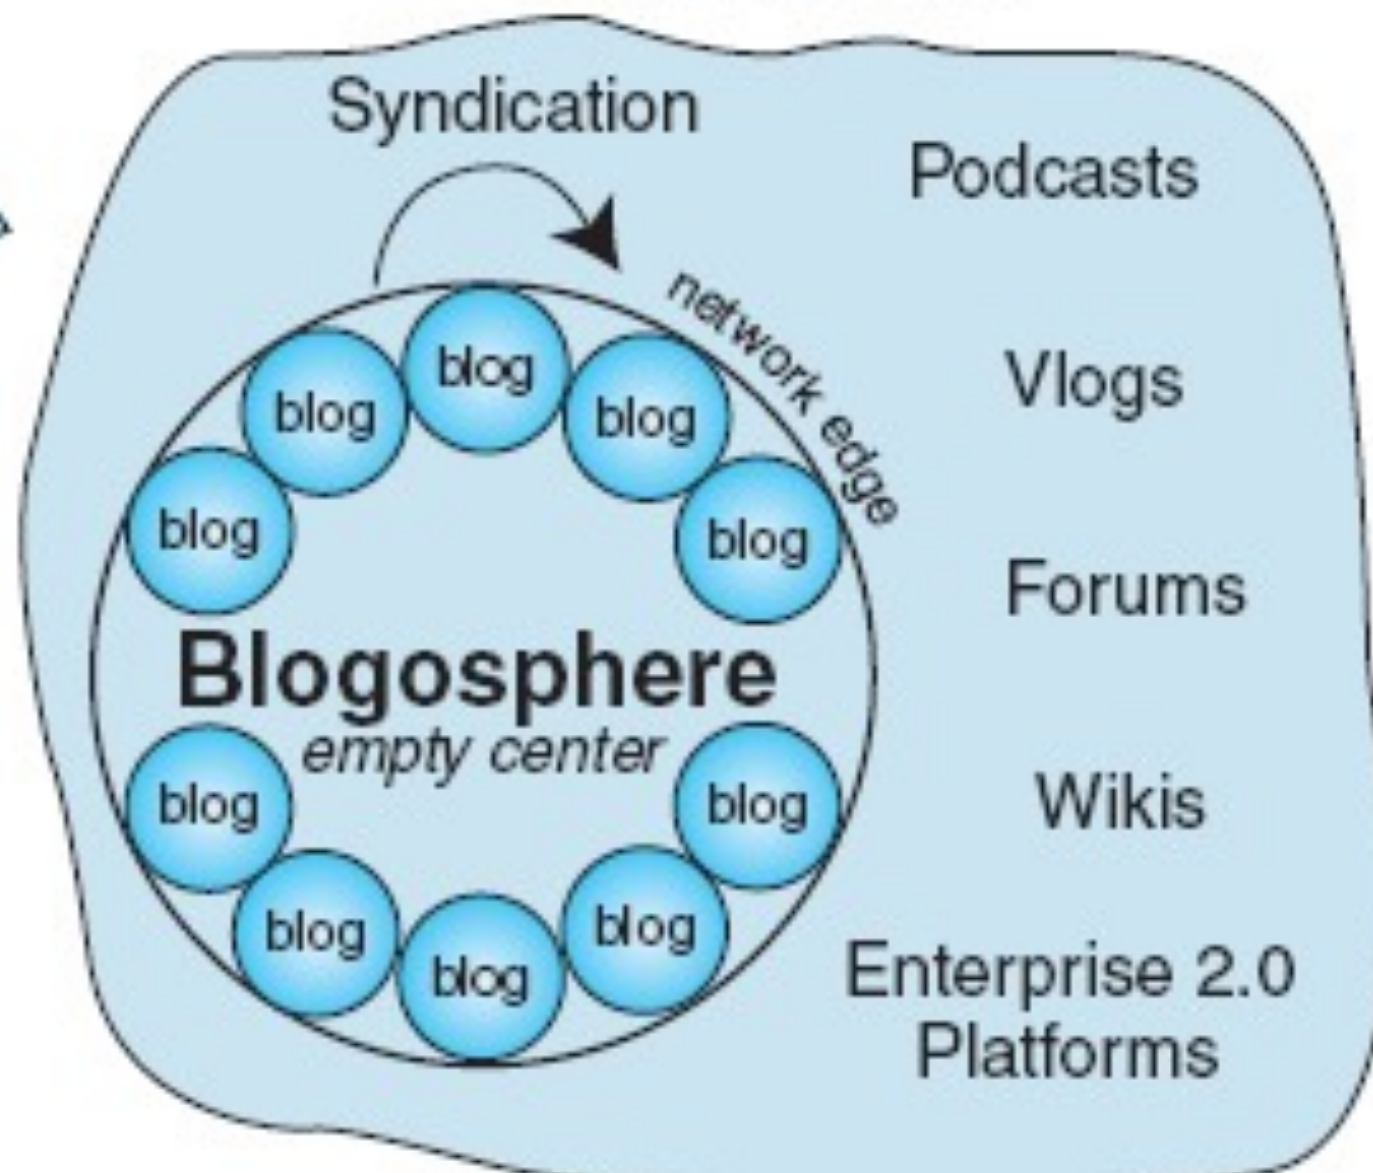 Syndication
Podcasts
network edge
Vlogs
blog
blog
blog
blog
blog
Forums
Blogosphere
empty center
blog
blog
Wikis
blog
blog
blog
Enterprise 2.0
Platforms